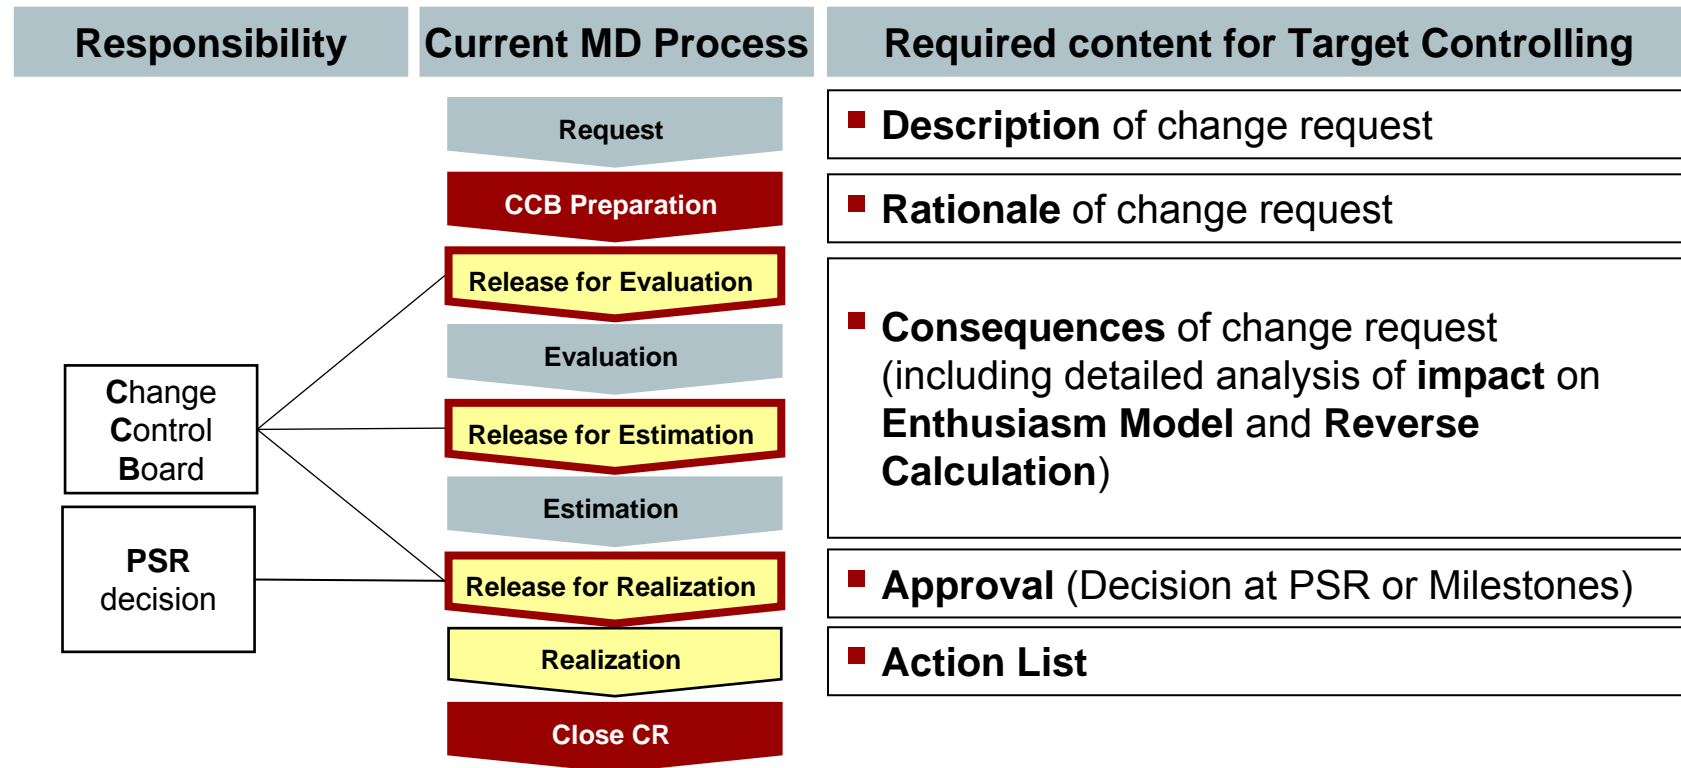 Responsibility
Current MD Process
Required content for Target Controlling
Request
▪ Description of change request
CCB Preparation
▪ Rationale of change request
Release for Evaluation
Evaluation
Release for Estimation
Estimation
▪ Consequences of change request
(including detailed analysis of impact on
Enthusiasm Model and Reverse
Calculation)
Change
Control
Board
PSR
decision
Release for Realization
▪ Approval (Decision at PSR or Milestones)
Realization
▪ Action List
Close CR